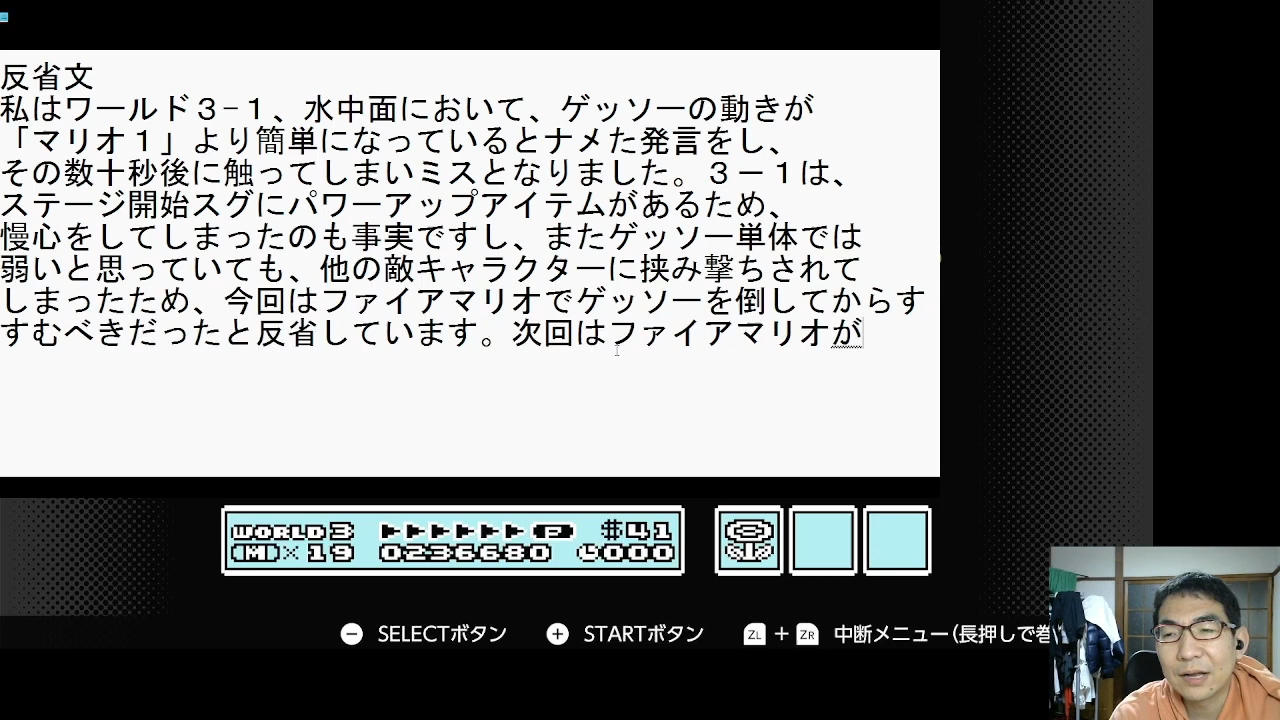 反省文
私はワールド３-１、水中面において、ゲッソーの動きが
「マリオ１」より簡単になっているとナメた発言をし、
その数十秒後に触ってしまいミスとなりました。３－１は、
ステージ開始スグにパワーアップアイテムがあるため、
慢心をしてしまったのも事実ですし、またゲッソー単体では
弱いと思っていても、他の敵キャラクターに挟み撃ちされて
しまったため、今回はファイアマリオでゲッソーを倒してからす
すむべきだったと反省しています。次回はファイアマリオが
WORLD 3 ▶▶▶▶▶▶ P $41
(M)×19 0236680 000
SELECTボタン STARTボタン ZL + ZR 中断メニュー(長押しで巻